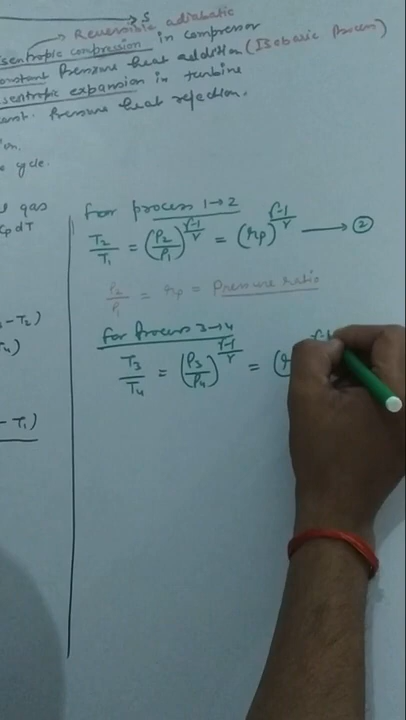 S
Reversible adiabatic
isentropic compression in compressor
constant Pressure heat addition (Isobaric Process)
isentropic expansion in turbine
const. Pressure heat rejection.
cycle.
gas
CpdT
- T2)
T4)
- T1)
for process 1→2
T2/T1 = (P2/P1)^(γ-1/γ) = (rp)^(γ-1/γ) → ②
P2/P1 = rp = Pressure ratio
for Process 3→4
T3/T4 = (P3/P4)^(γ-1/γ) = (